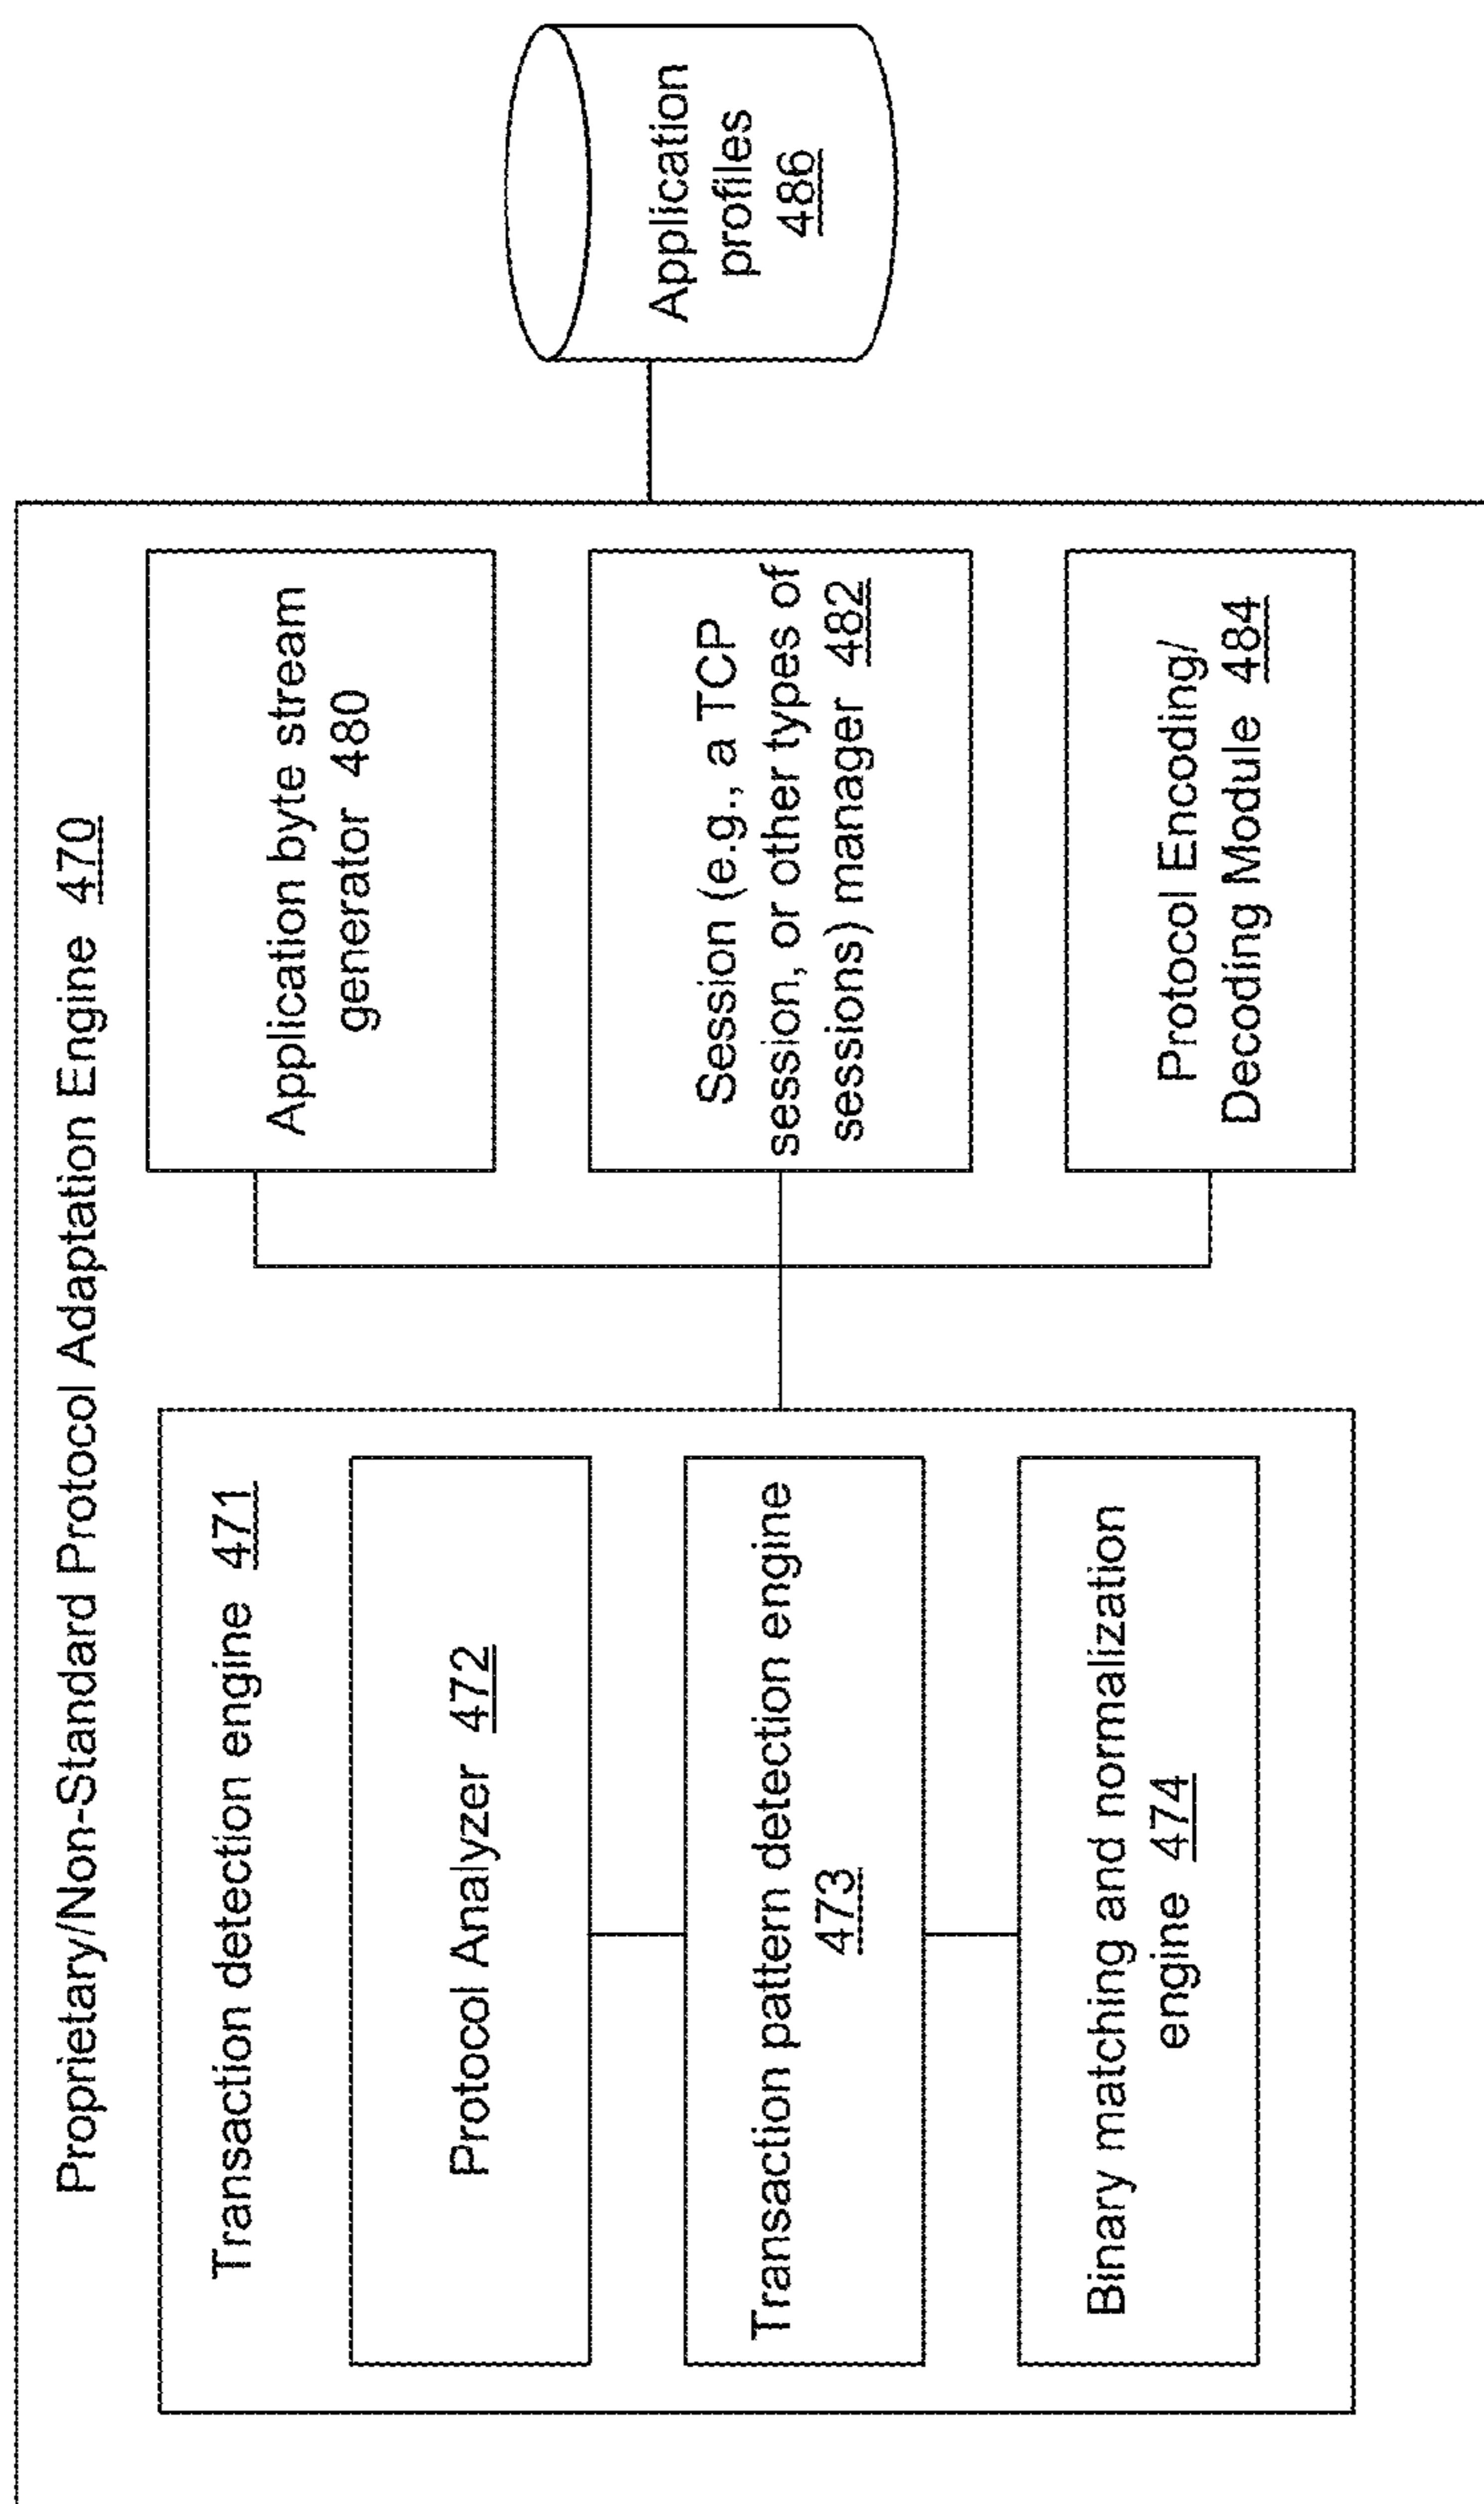 Proprietary/Non-Standard Protocol Adaptation Engine 470
Transaction detection engine 471
Protocol Analyzer 472
Transaction pattern detection engine
473
Binary matching and normalization
engine 474
Application byte stream
generator 480
Session (e.g., a TCP
session, or other types of
sessions) manager 482
Protocol Encoding/
Decoding Module 484
Application
profiles
486